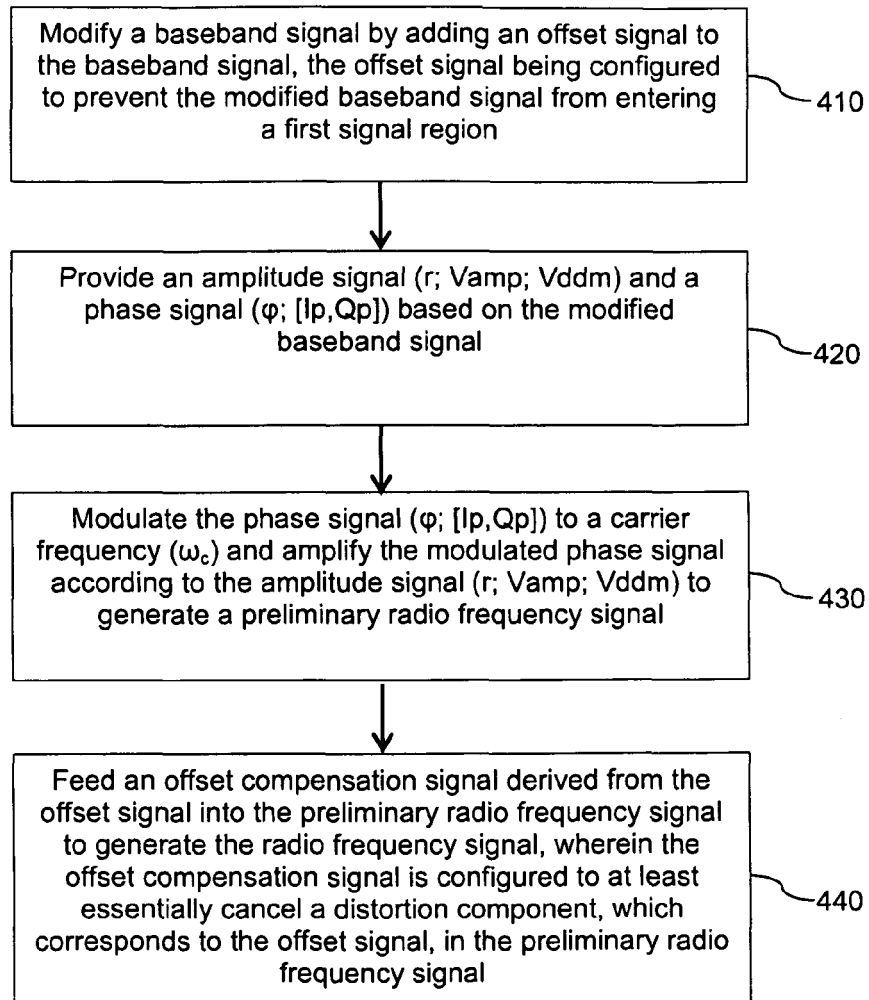 Modify a baseband signal by adding an offset signal to
the baseband signal, the offset signal being configured
to prevent the modified baseband signal from entering
a first signal region
410
Provide an amplitude signal (r; Vamp; Vddm) and a
phase signal (φ; [Ip,Qp]) based on the modified
baseband signal
420
Modulate the phase signal (φ; [Ip,Qp]) to a carrier
frequency (ωc) and amplify the modulated phase signal
according to the amplitude signal (r; Vamp; Vddm) to
generate a preliminary radio frequency signal
430
Feed an offset compensation signal derived from the
offset signal into the preliminary radio frequency signal
to generate the radio frequency signal, wherein the
offset compensation signal is configured to at least
essentially cancel a distortion component, which
corresponds to the offset signal, in the preliminary radio
frequency signal
440